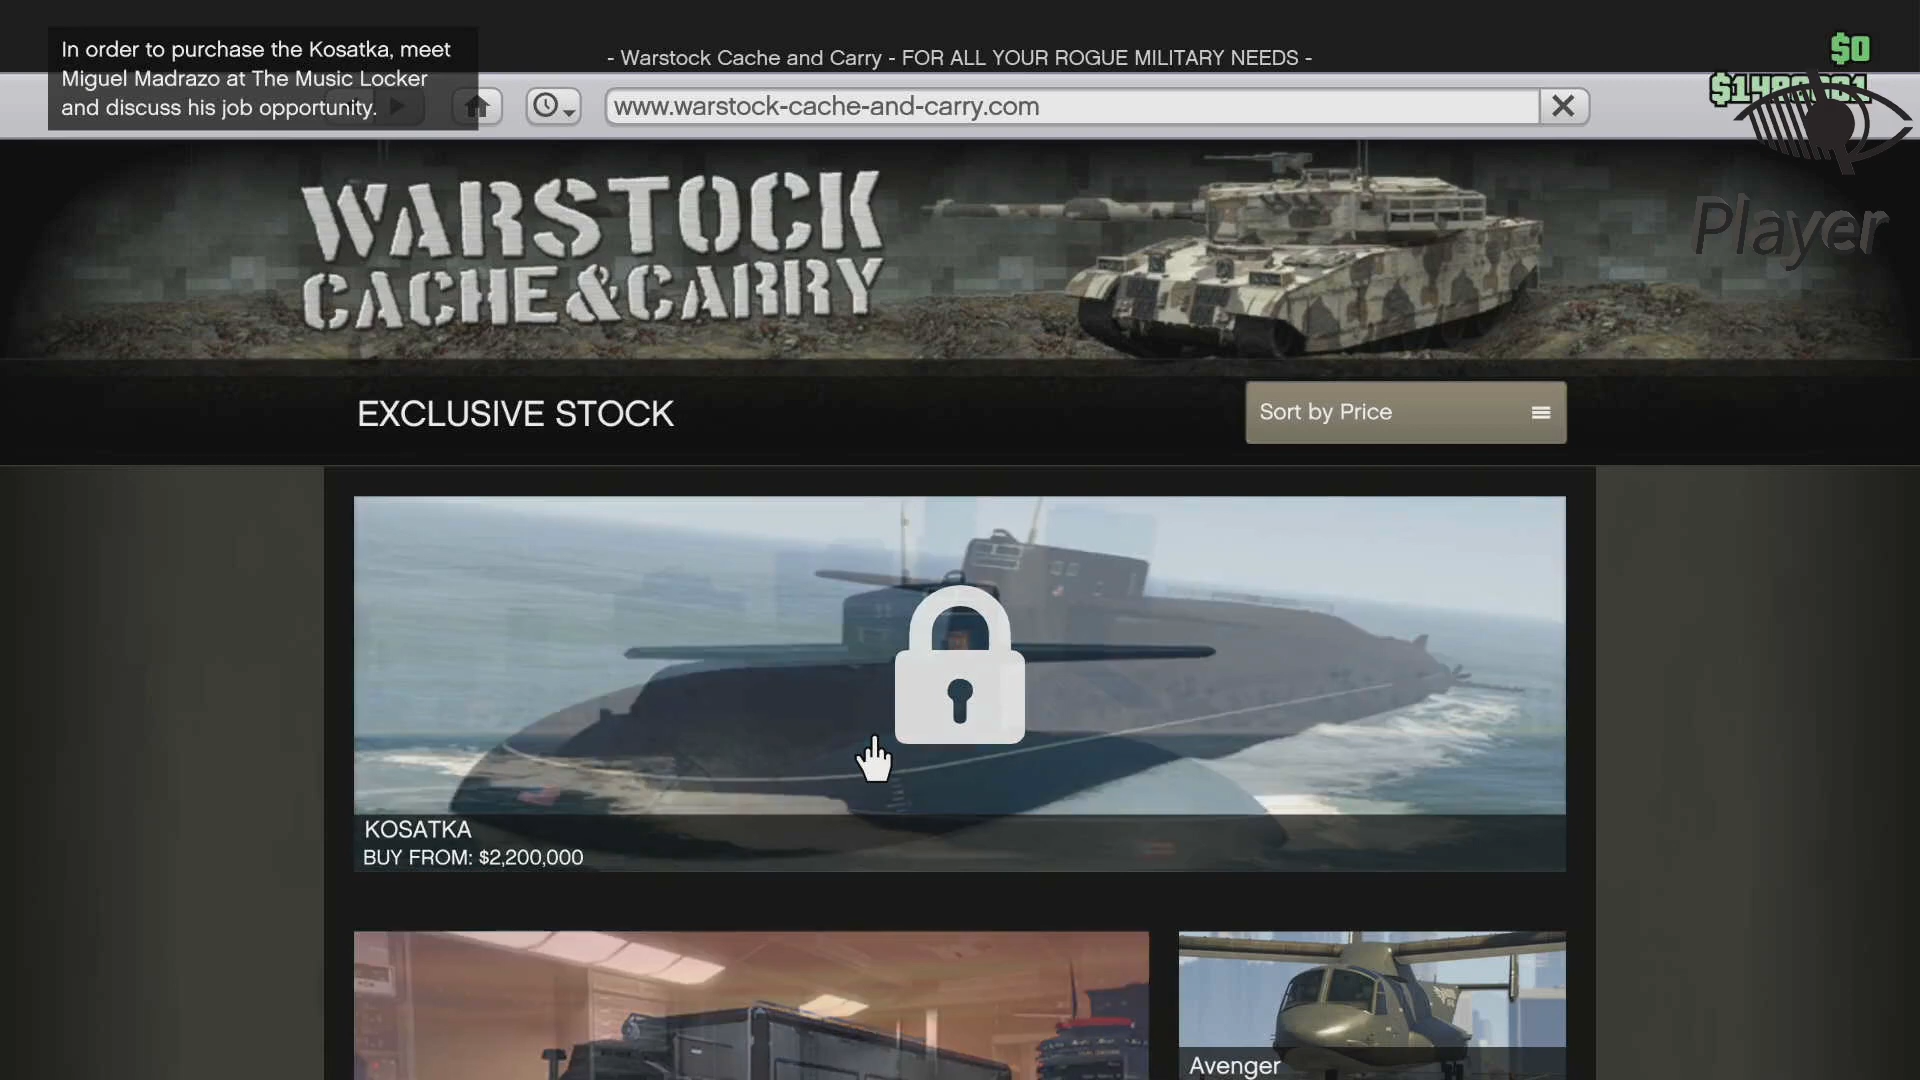 In order to purchase the Kosatka, meet
Miguel Madrazo at The Music Locker
and discuss his job opportunity.
- Warstock Cache and Carry - FOR ALL YOUR ROGUE MILITARY NEEDS -
$0
www.warstock-cache-and-carry.com
Player
WARSTOCK
CACHE & CARRY
EXCLUSIVE STOCK
Sort by Price
KOSATKA
BUY FROM: $2,200,000
Avenger